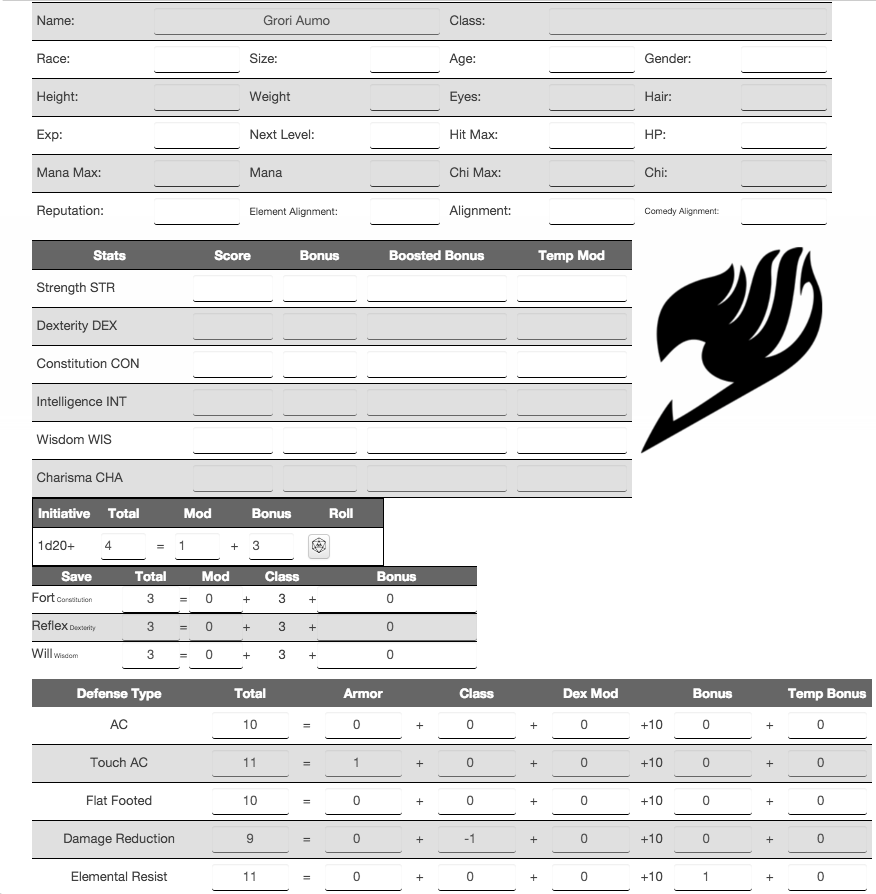 Name: Grori Aumo Class:
Race: Size: Age: Gender:
Height: Weight Eyes: Hair:
Exp: Next Level: Hit Max: HP:
Mana Max: Mana Chi Max: Chi:
Reputation: Element Alignment: Alignment: Comedy Alignment:
Stats Score Bonus Boosted Bonus Temp Mod
Strength STR
Dexterity DEX
Constitution CON
Intelligence INT
Wisdom WIS
Charisma CHA
Initiative Total Mod Bonus Roll
1d20+ 4 = 1 + 3
Save Total Mod Class Bonus
Fort Constitution 3 = 0 + 3 + 0
Reflex Dexterity 3 = 0 + 3 + 0
Will Wisdom 3 = 0 + 3 + 0
Defense Type Total Armor Class Dex Mod Bonus Temp Bonus
AC 10 = 0 + 0 + 0 +10 0 + 0
Touch AC 11 = 1 + 0 + 0 +10 0 + 0
Flat Footed 10 = 0 + 0 + 0 +10 0 + 0
Damage Reduction 9 = 0 + -1 + 0 +10 0 + 0
Elemental Resist 11 = 0 + 0 + 0 +10 1 + 0